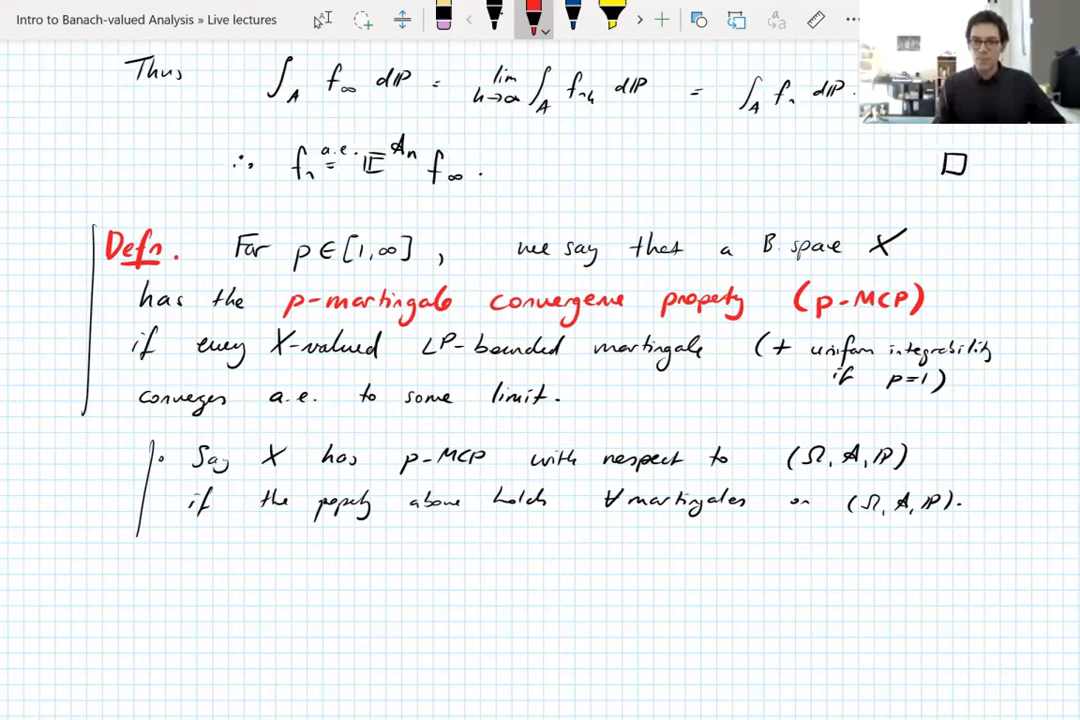 Intro to Banach-valued Analysis » Live lectures
Thus ∫_A f_∞ dℙ = lim_{k→∞} ∫_A f_{n_k} dℙ = ∫_A f_n dℙ.
∴ f_n =^{a.e.} 𝔼^{𝒜_n} f_∞. □
Defn. For p ∈ [1,∞], we say that a B. space X
has the p-martingale convergence property (p-MCP)
if every X-valued L^p-bounded martingale (+ uniform integrability
if p=1)
converges a.e. to some limit.
• Say X has p-MCP with respect to (Ω, 𝒜, ℙ)
if the propety above holds ∀ martingales on (Ω, 𝒜, ℙ).